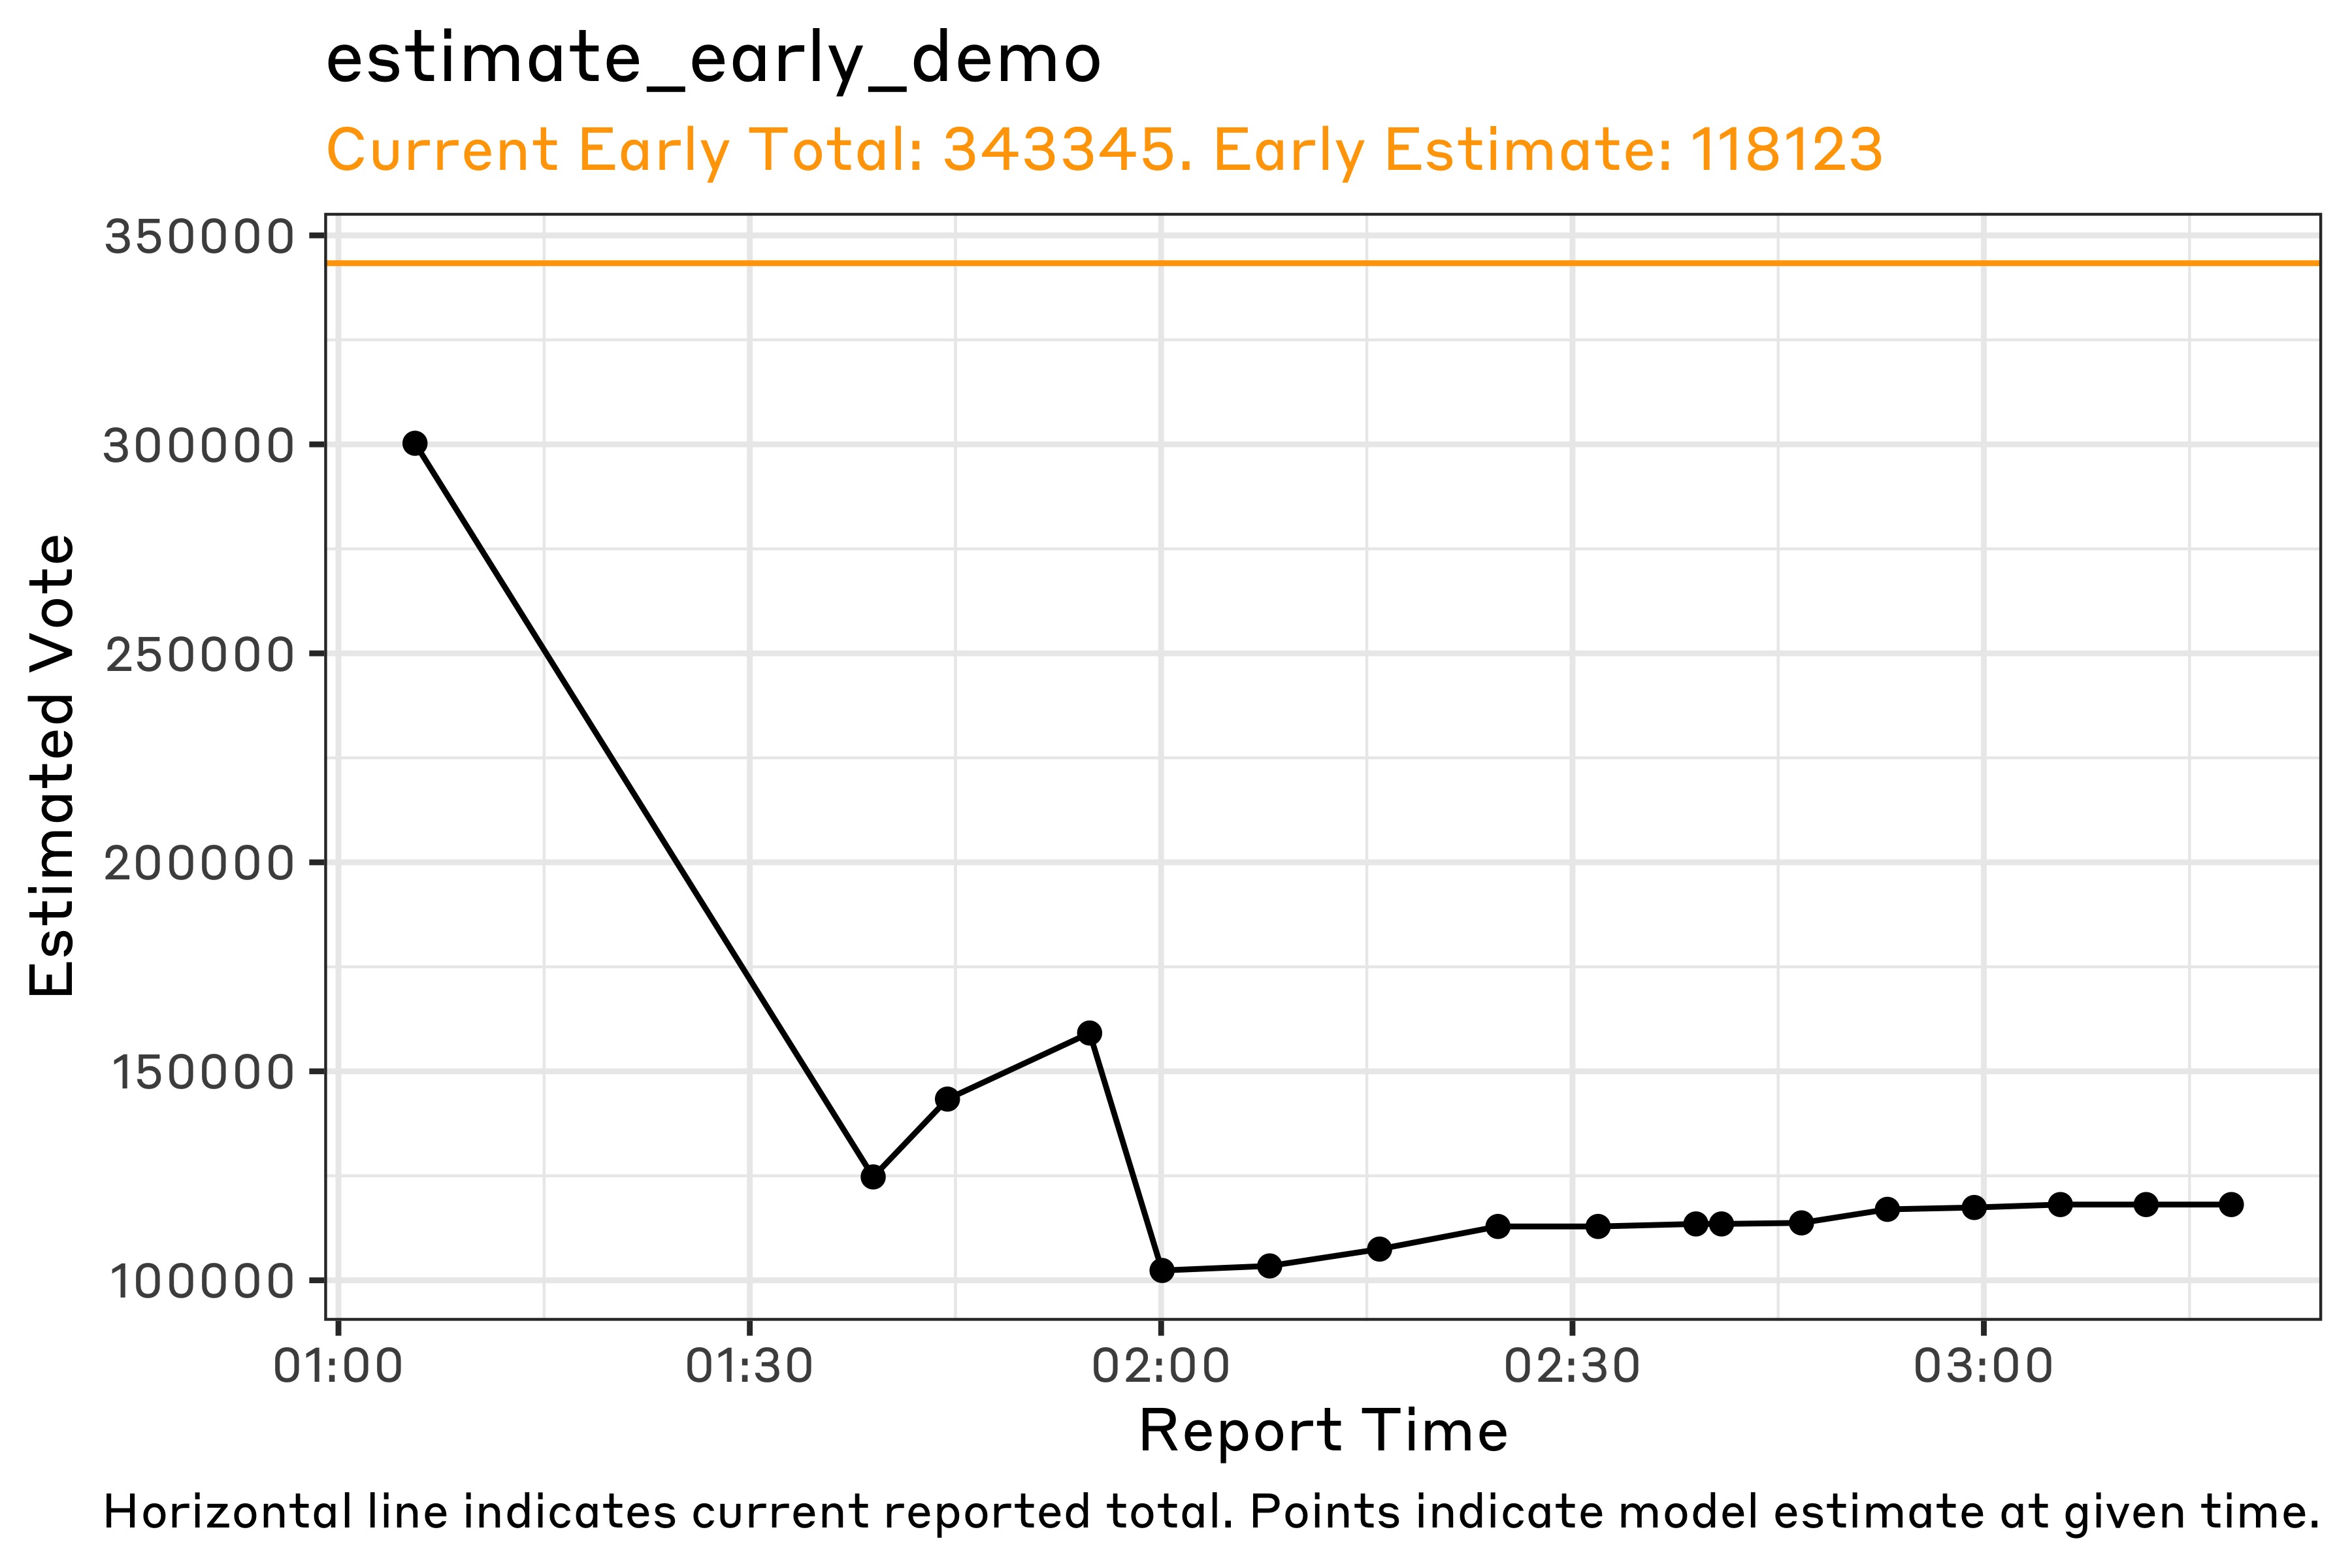 estimate_early_demo
Current Early Total: 343345. Early Estimate: 118123
350000
300000
250000
200000
150000
100000
Estimated Vote
01:00 01:30 02:00 02:30 03:00
Report Time
Horizontal line indicates current reported total. Points indicate model estimate at given time.